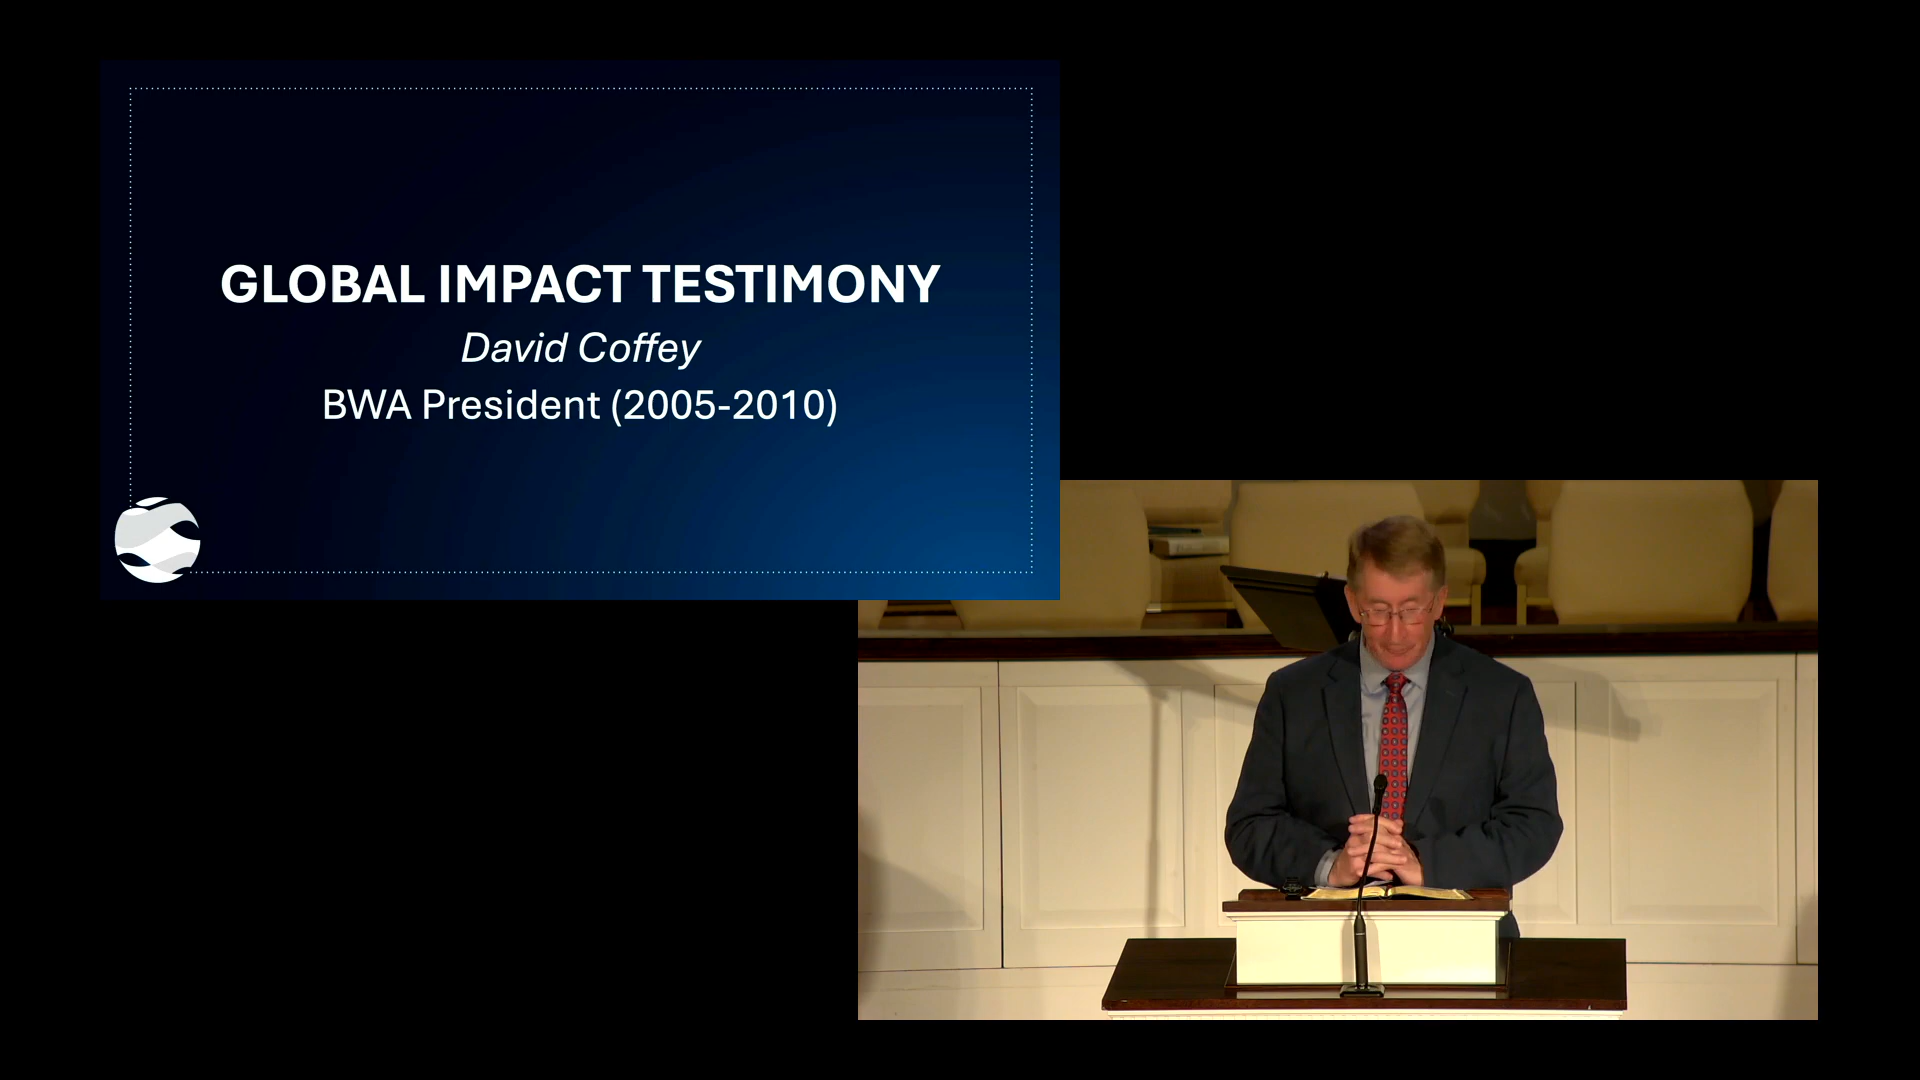 GLOBAL IMPACT TESTIMONY
David Coffey
BWA President (2005-2010)